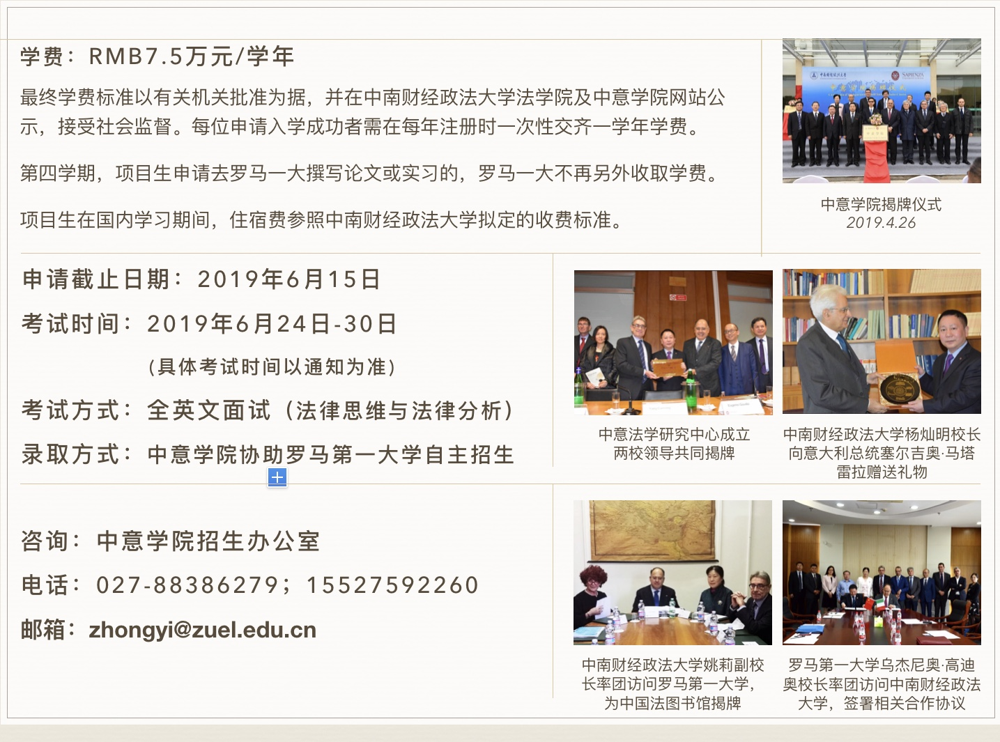 学费：RMB7.5万元/学年
最终学费标准以有关机关批准为据，并在中南财经政法大学法学院及中意学院网站公
示，接受社会监督。每位申请入学成功者需在每年注册时一次性交齐一学年学费。
第四学期，项目生申请去罗马一大撰写论文或实习的，罗马一大不再另外收取学费。
项目生在国内学习期间，住宿费参照中南财经政法大学拟定的收费标准。
中南财经政法大学
SAPIENZA
中意学院揭牌仪式
2019.4.26
申请截止日期：2019年6月15日
考试时间：2019年6月24日-30日
(具体考试时间以通知为准)
考试方式：全英文面试（法律思维与法律分析）
录取方式：中意学院协助罗马第一大学自主招生
中意法学研究中心成立
两校领导共同揭牌
中南财经政法大学杨灿明校长
向意大利总统塞尔吉奥·马塔
雷拉赠送礼物
咨询：中意学院招生办公室
电话：027-88386279；15527592260
邮箱：zhongyi@zuel.edu.cn
中南财经政法大学姚莉副校
长率团访问罗马第一大学，
为中国法图书馆揭牌
罗马第一大学乌杰尼奥·高迪
奥校长率团访问中南财经政法
大学，签署相关合作协议